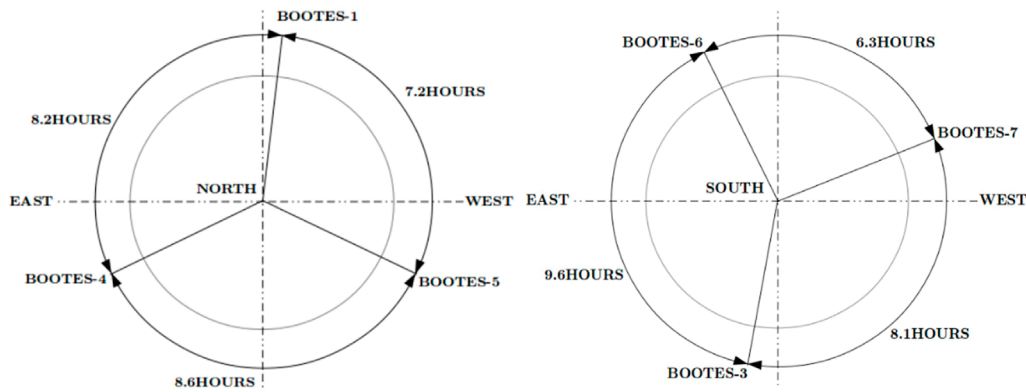 BOOTES-1
8.2HOURS
7.2HOURS
NORTH
EAST
WEST
BOOTES-4
BOOTES-5
8.6HOURS
BOOTES-6
6.3HOURS
BOOTES-7
SOUTH
EAST
WEST
9.6HOURS
8.1HOURS
BOOTES-3